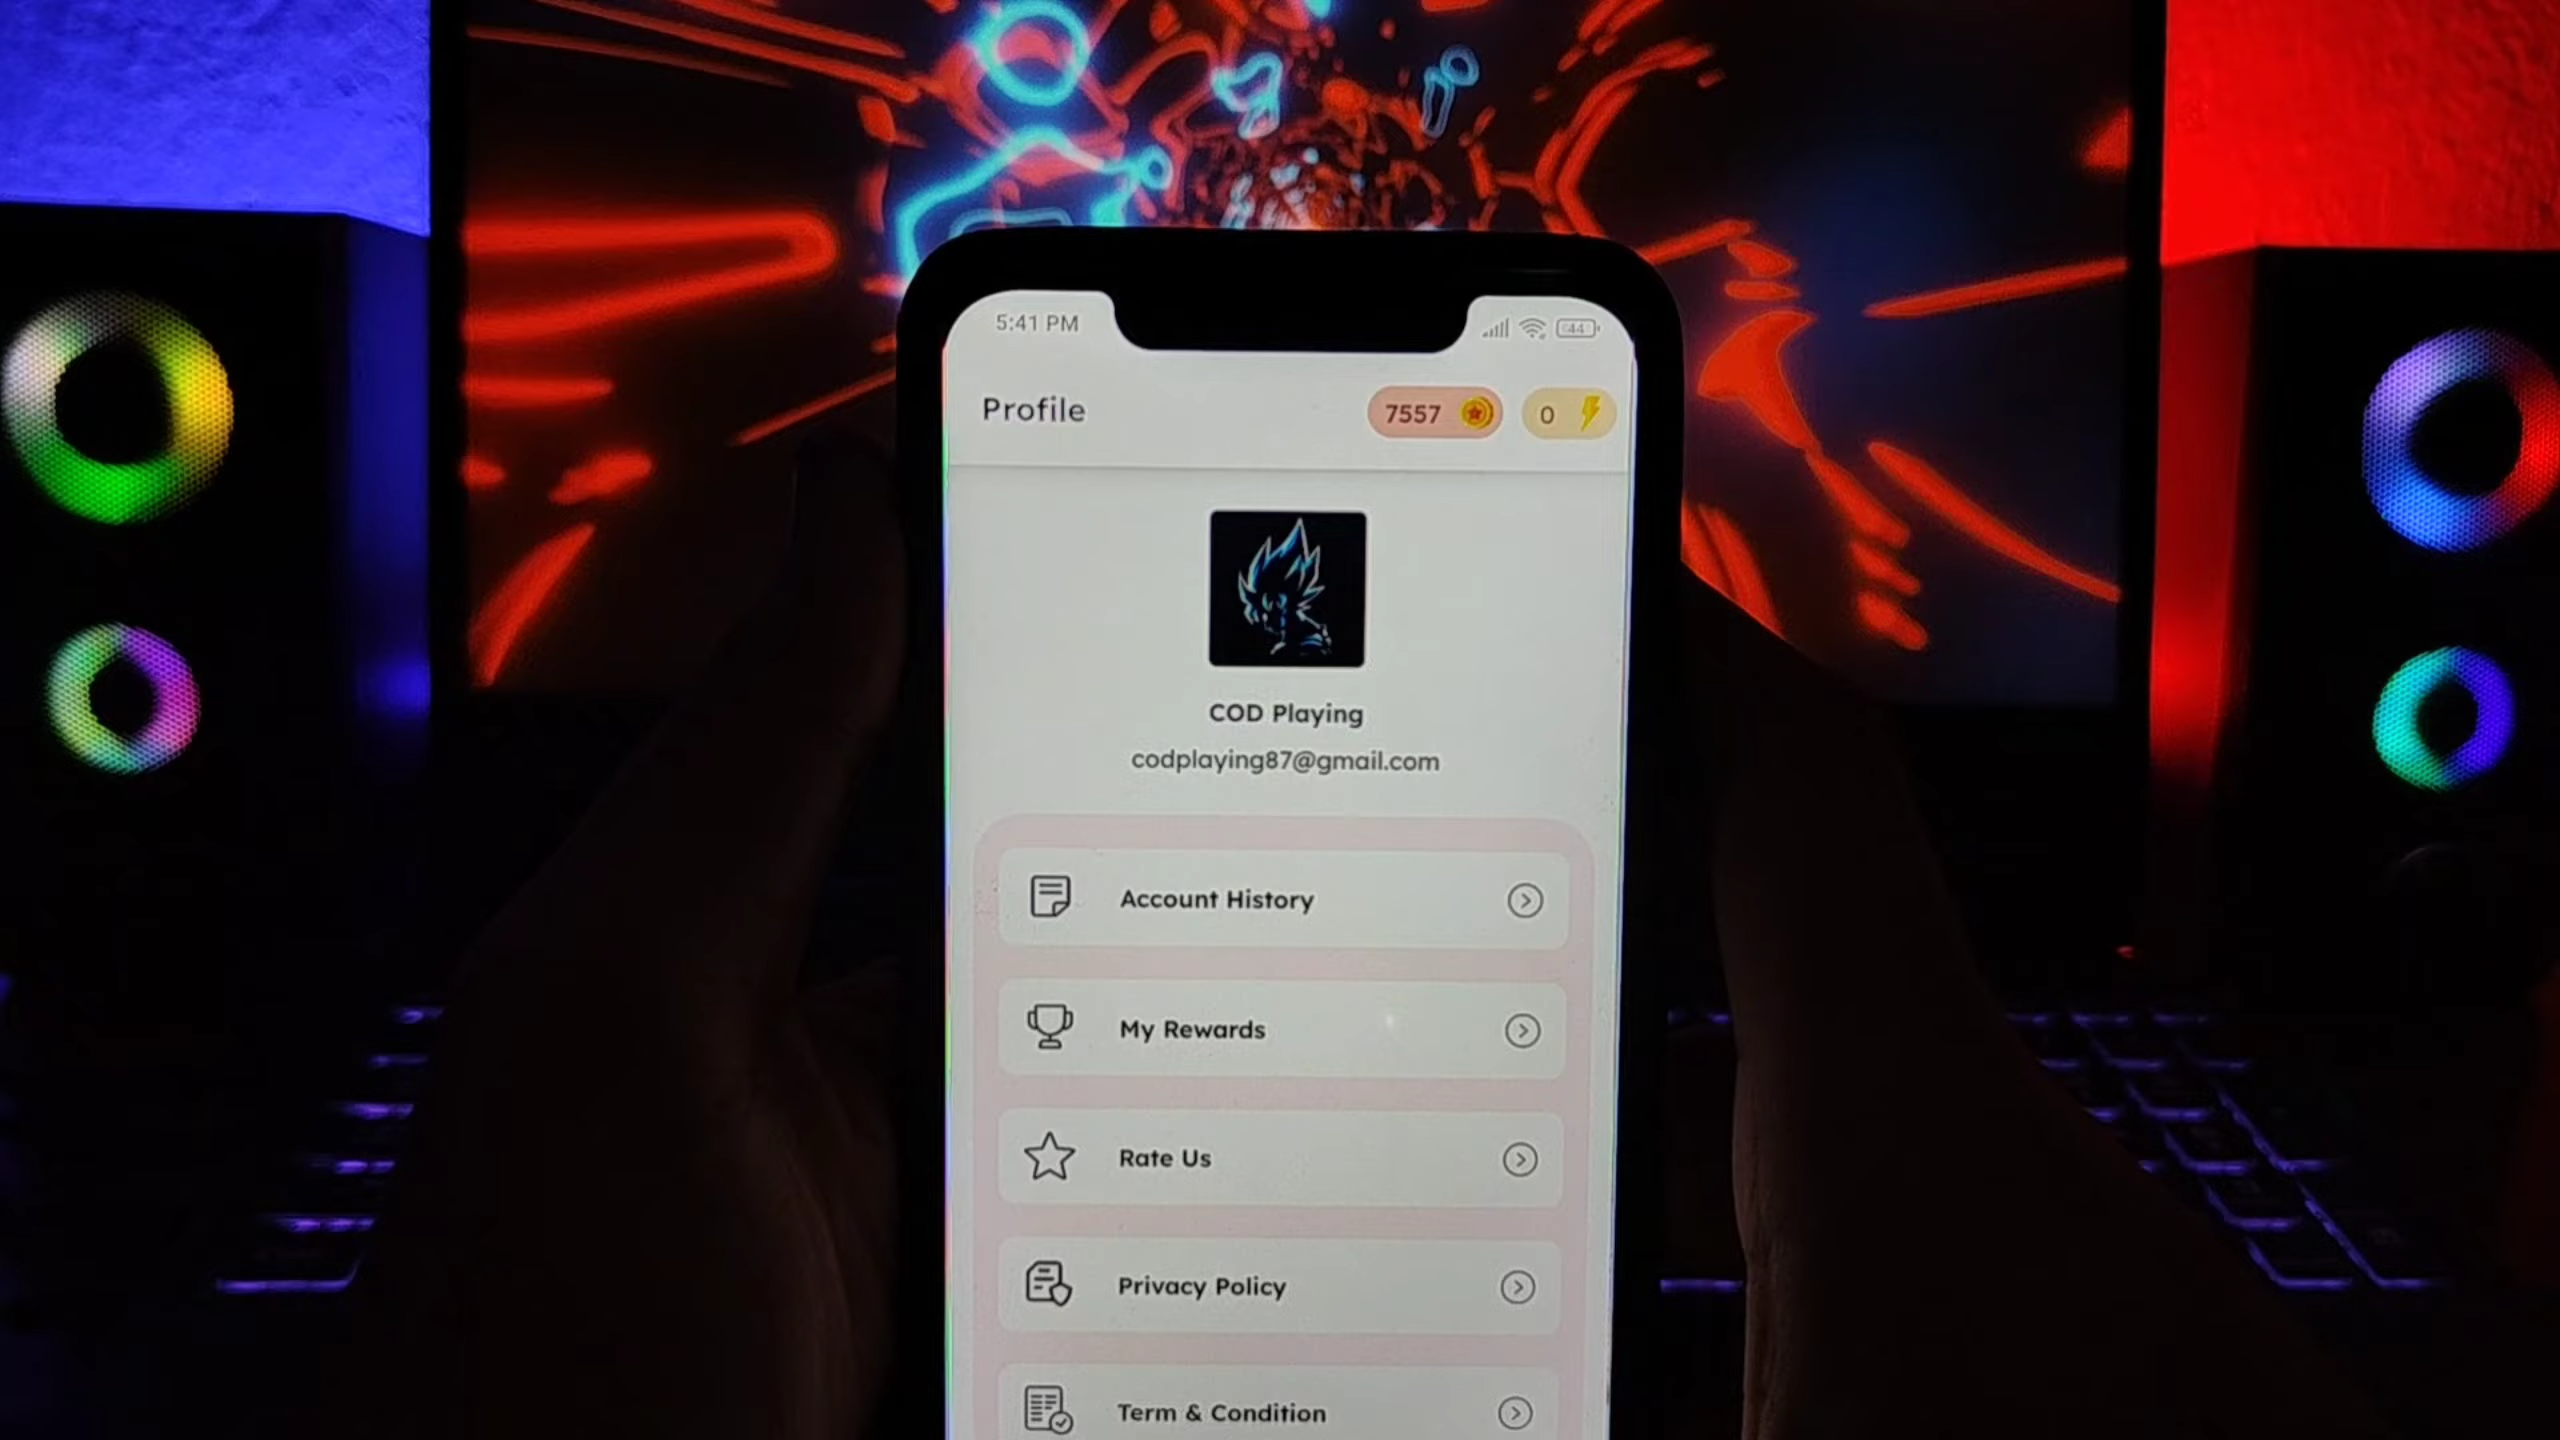 5:41 PM
44
Profile
7557
0
COD Playing
codplaying87@gmail.com
Account History
My Rewards
Rate Us
Privacy Policy
Term & Condition